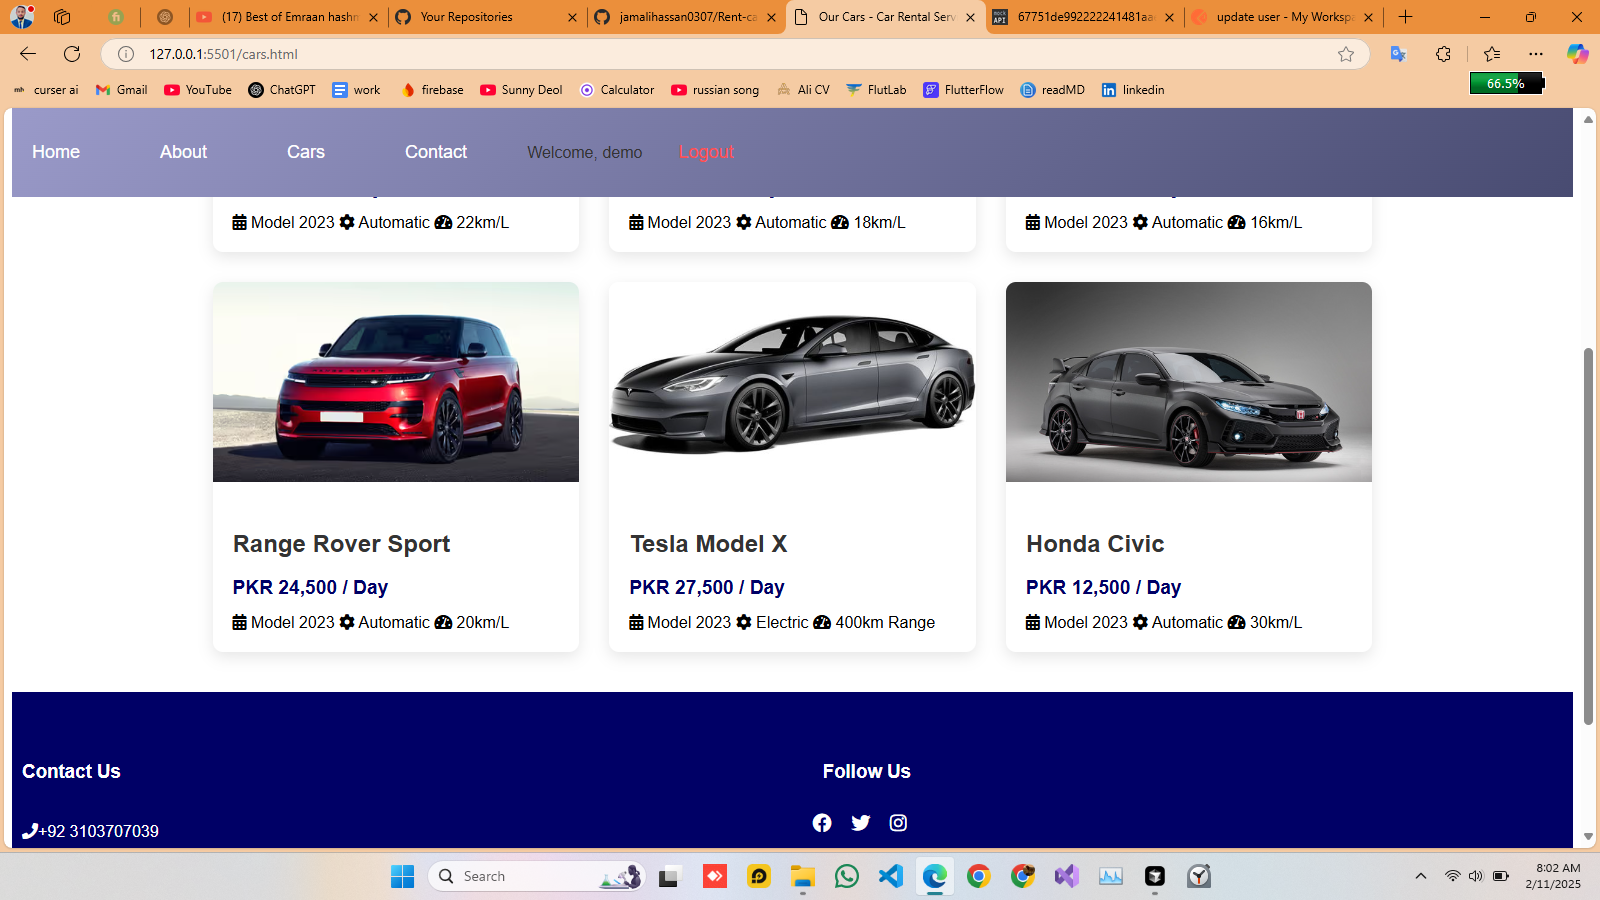 (17) Best of Emraan hashm
Your Repositories
jamalihassan0307/Rent-ca
Our Cars - Car Rental Serv
67751de992222241481aa
update user - My Workspa
127.0.0.1:5501/cars.html
curser ai
Gmail
YouTube
ChatGPT
work
firebase
Sunny Deol
Calculator
russian song
Ali CV
FlutLab
FlutterFlow
readMD
linkedin
66.5%
Home
About
Cars
Contact
Welcome, demo
Logout
Model 2023 Automatic 22km/L
Model 2023 Automatic 18km/L
Model 2023 Automatic 16km/L
Range Rover Sport
PKR 24,500 / Day
Model 2023 Automatic 20km/L
Tesla Model X
PKR 27,500 / Day
Model 2023 Electric 400km Range
Honda Civic
PKR 12,500 / Day
Model 2023 Automatic 30km/L
Contact Us
+92 3103707039
Follow Us
Search
8:02 AM
2/11/2025